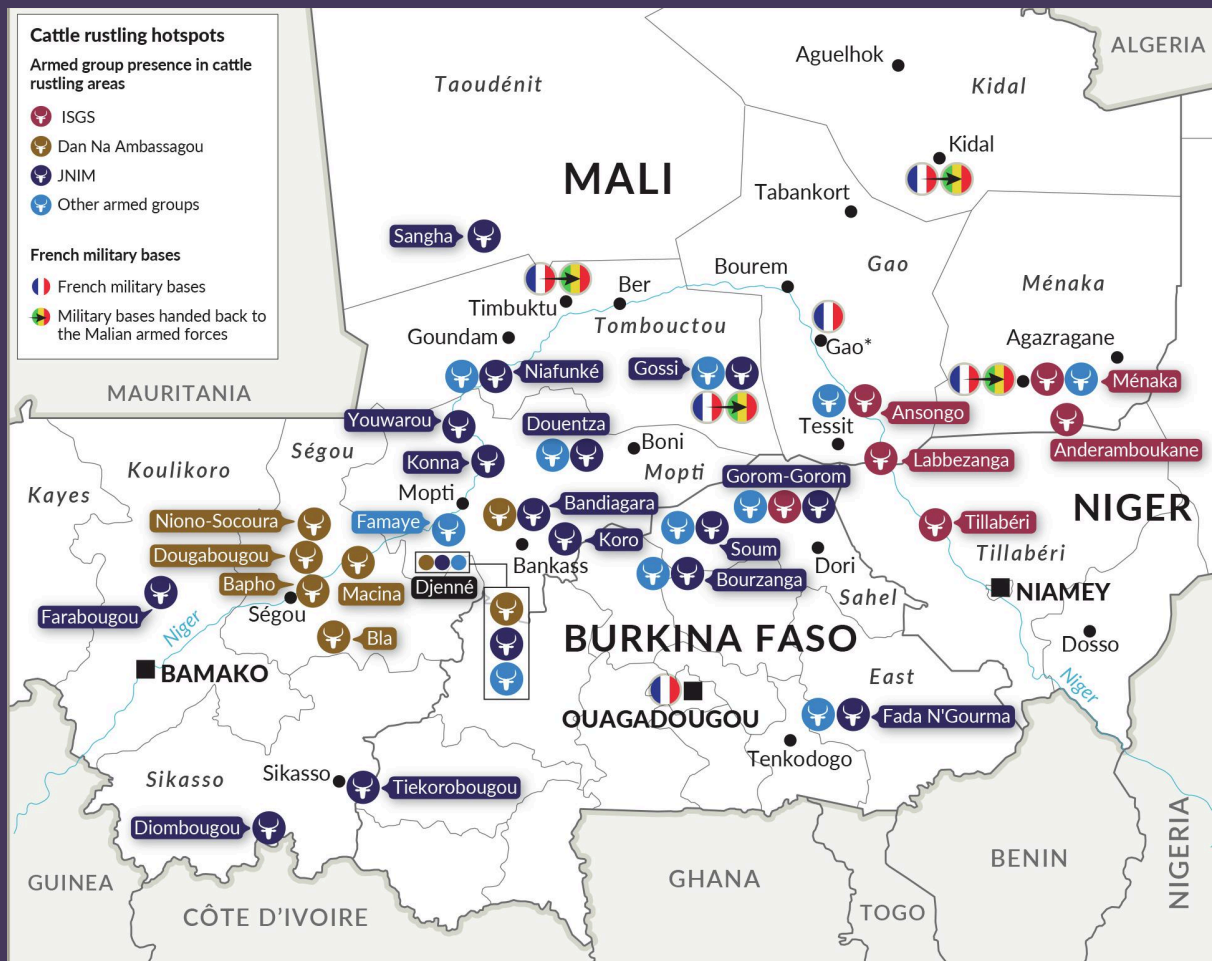 Cattle rustling hotspots
Armed group presence in cattle
rustling areas
ISGS
Dan Na Ambassagou
JNIM
Other armed groups
French military bases
French military bases
Military bases handed back to
the Malian armed forces
ALGERIA
Aguelhok
Taoudénit
Kidal
Kidal
MALI
Tabankort
Sangha
Bourem
Gao
Ménaka
Ber
Timbuktu
Tombouctou
Goundam
Gao*
Agazragane
MAURITANIA
Niafunké
Gossi
Ménaka
Ansongo
Youwarou
Douentza
Tessit
Anderamboukane
Ségou
Boni
Koulikoro
Konna
Mopti
Labbezanga
Kayes
Gorom-Gorom
Mopti
Bandiagara
NIGER
Niono-Socoura
Famaye
Tillabéri
Koro
Soum
Tillabéri
Dougabougou
Bankass
Dori
Bapho
Macina
Djenné
Bourzanga
Sahel
NIAMEY
Farabougou
Ségou
Niger
Bla
BURKINA FASO
Dosso
BAMAKO
East
Niger
OUAGADOUGOU
Fada N'Gourma
Tenkodogo
Sikasso
Sikasso
Tiekorobougou
Diombougou
NIGERIA
GUINEA
GHANA
BENIN
CÔTE D'IVOIRE
TOGO